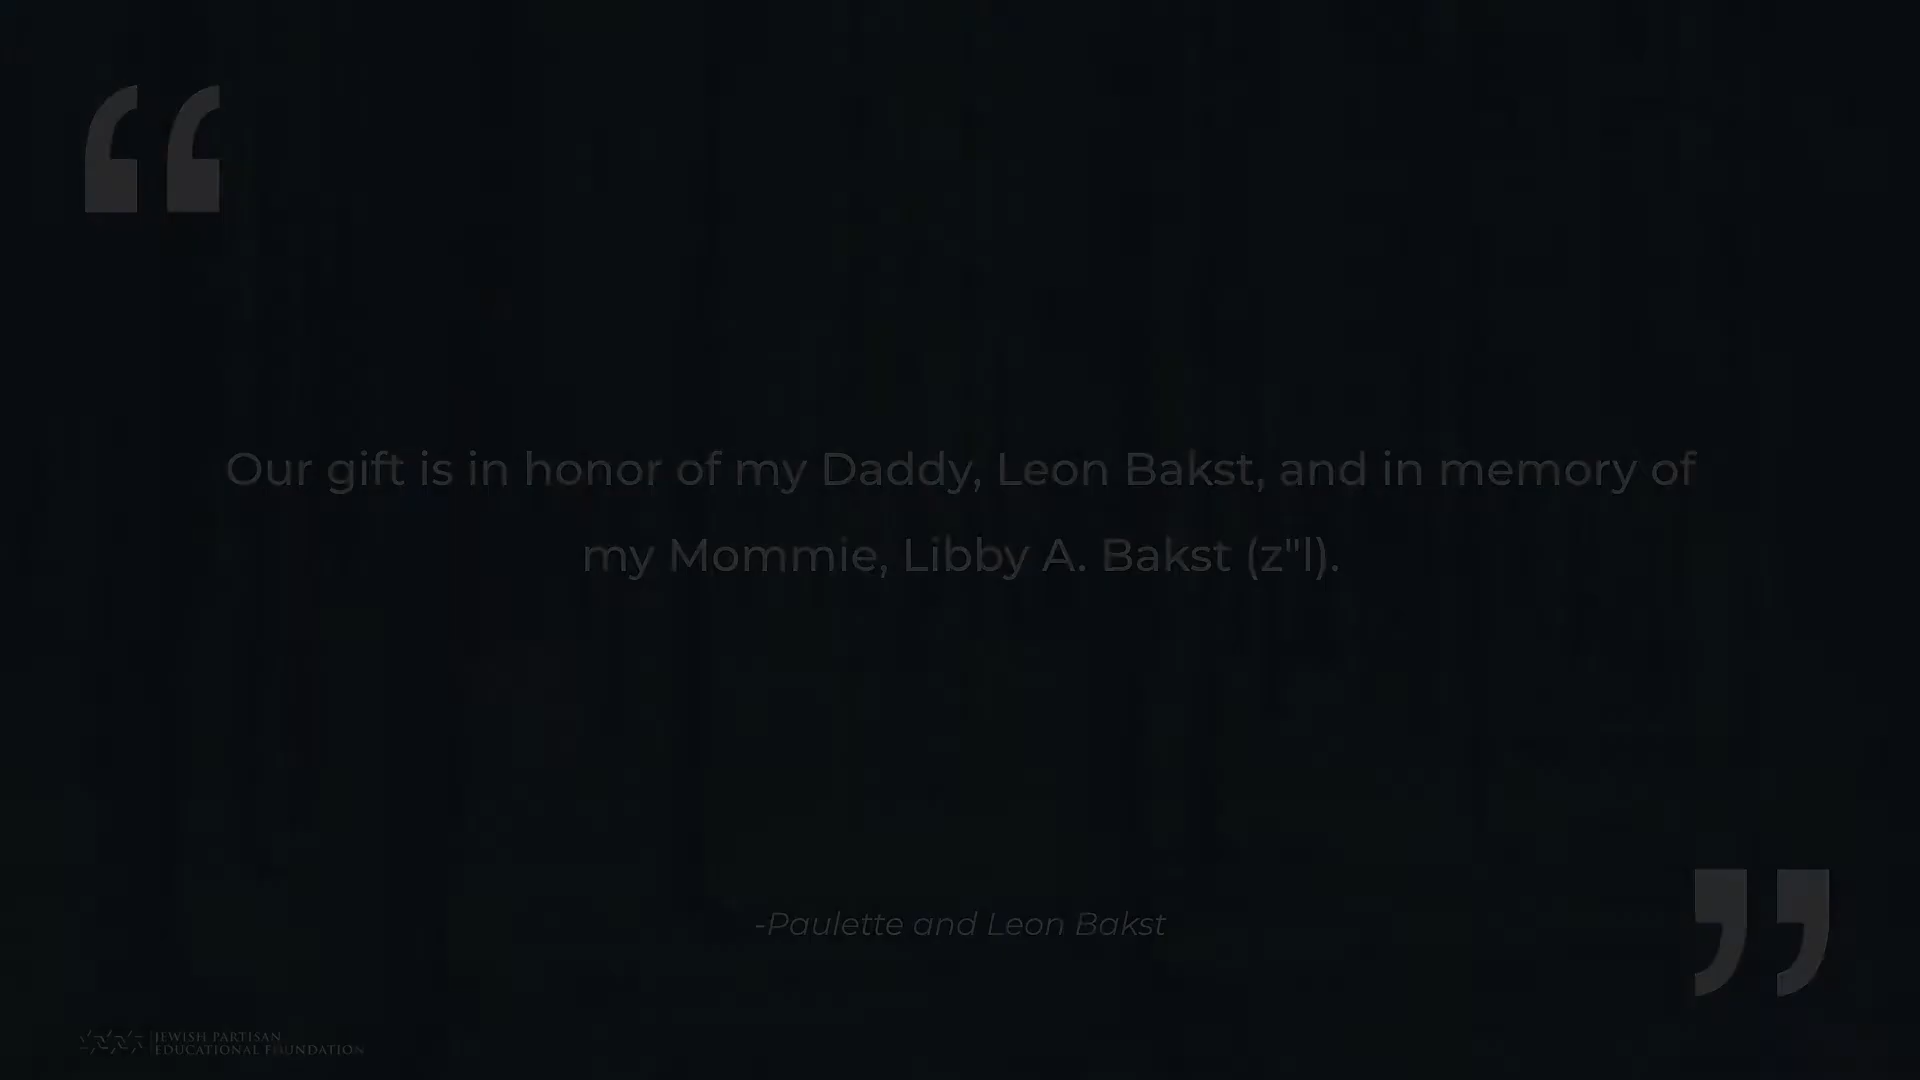 Our gift is in honor of my Daddy, Leon Bakst, and in memory of
my Mommie, Libby A. Bakst (z"l).
-Paulette and Leon Bakst
JEWISH PARTISAN
EDUCATIONAL FOUNDATION